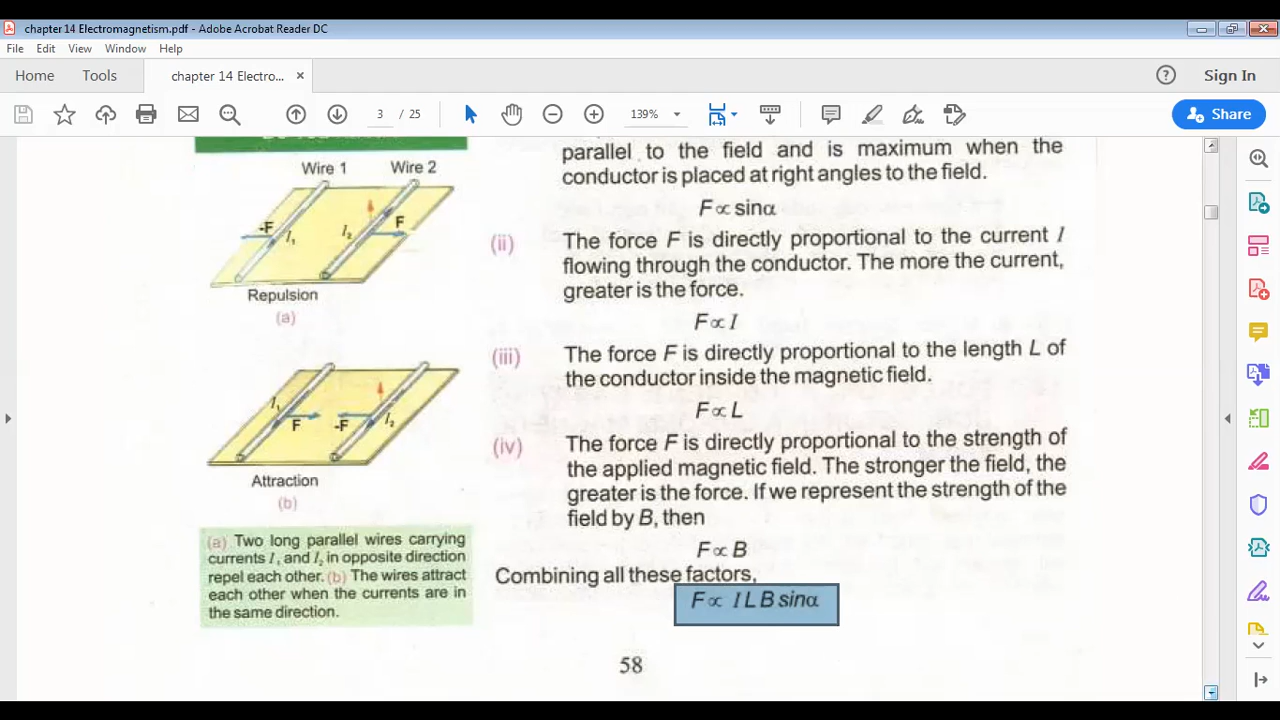 chapter 14 Electromagnetism.pdf - Adobe Acrobat Reader DC
File Edit View Window Help
Home Tools chapter 14 Electro... × Sign In
3 / 25 139% Share
Wire 1 Wire 2
-F I₁ I₂ F
Repulsion
(a)
I₁ F -F I₂
Attraction
(b)
(a) Two long parallel wires carrying
currents I₁ and I₂ in opposite direction
repel each other. (b) The wires attract
each other when the currents are in
the same direction.
parallel to the field and is maximum when the
conductor is placed at right angles to the field.
F ∝ sinα
(ii) The force F is directly proportional to the current I
flowing through the conductor. The more the current,
greater is the force.
F ∝ I
(iii) The force F is directly proportional to the length L of
the conductor inside the magnetic field.
F ∝ L
(iv) The force F is directly proportional to the strength of
the applied magnetic field. The stronger the field, the
greater is the force. If we represent the strength of the
field by B, then
F ∝ B
Combining all these factors,
F ∝ I L B sinα
58